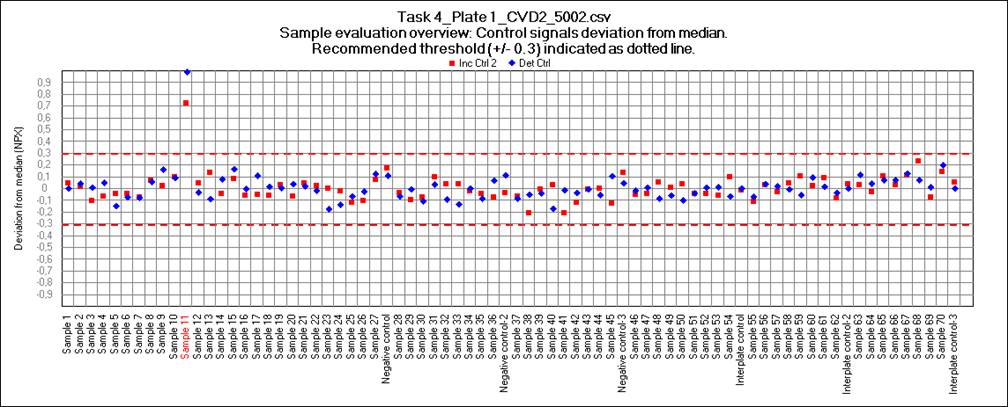 Task 4_Plate 1_CVD2_5002.csv
Sample evaluation overview: Control signals deviation from median.
Recommended threshold (+/- 0.3) indicated as dotted line.
Inc Ctrl 2 Det Ctrl
Deviation from median (NPX)
0,9
0,8
0,7
0,6
0,5
0,4
0,3
0,2
0,1
0
-0,1
-0,2
-0,3
-0,4
-0,5
-0,6
-0,7
-0,8
-0,9
Sample 1
Sample 2
Sample 3
Sample 4
Sample 5
Sample 6
Sample 7
Sample 8
Sample 9
Sample 10
Sample 11
Sample 12
Sample 13
Sample 14
Sample 15
Sample 16
Sample 17
Sample 18
Sample 19
Sample 20
Sample 21
Sample 22
Sample 23
Sample 24
Sample 25
Sample 26
Sample 27
Negative control
Sample 28
Sample 29
Sample 30
Sample 31
Sample 32
Sample 33
Sample 34
Sample 35
Sample 36
Negative control-2
Sample 37
Sample 38
Sample 39
Sample 40
Sample 41
Sample 42
Sample 43
Sample 44
Sample 45
Negative control-3
Sample 46
Sample 47
Sample 48
Sample 49
Sample 50
Sample 51
Sample 52
Sample 53
Sample 54
Interplate control
Sample 55
Sample 56
Sample 57
Sample 58
Sample 59
Sample 60
Sample 61
Sample 62
Interplate control-2
Sample 63
Sample 64
Sample 65
Sample 66
Sample 67
Sample 68
Sample 69
Sample 70
Interplate control-3